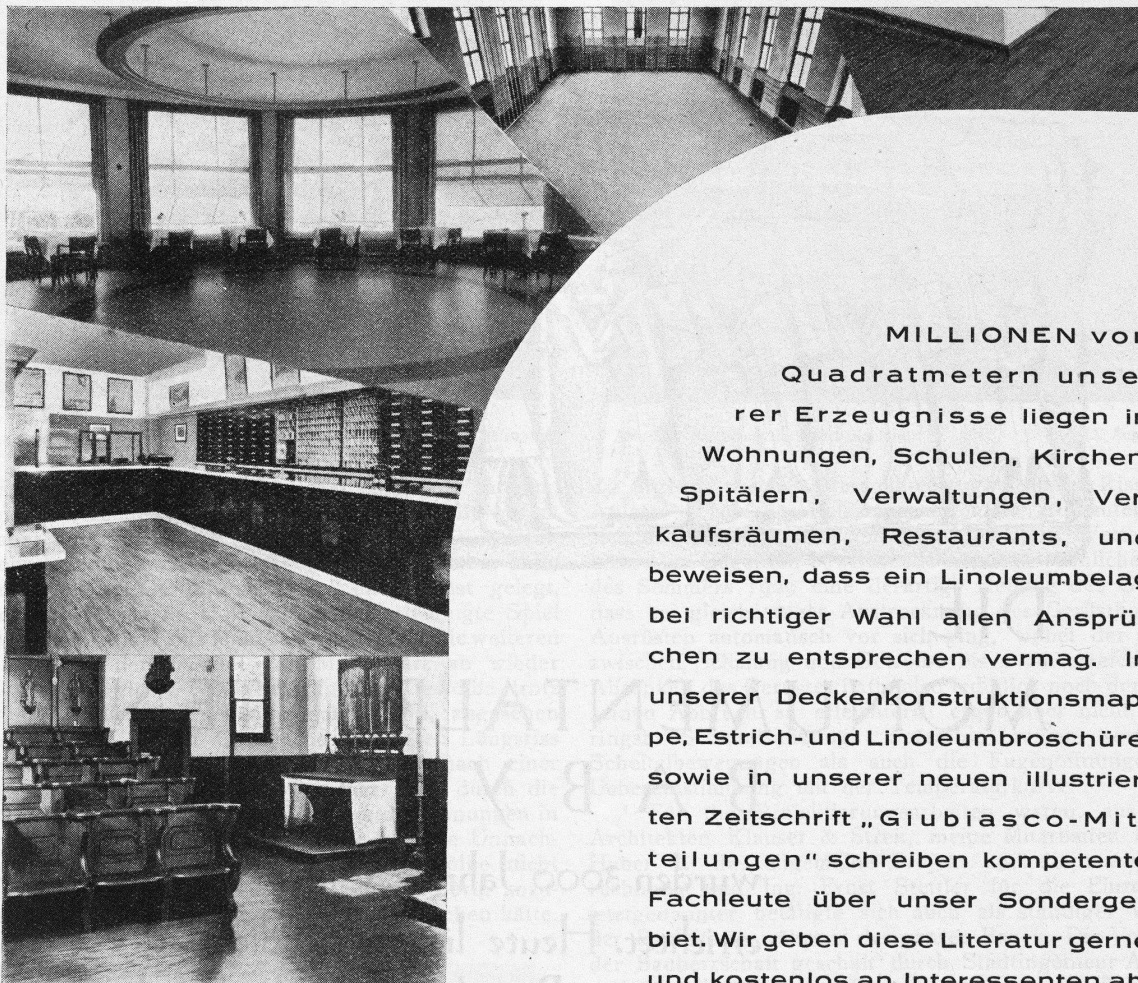 MILLIONEN von
Quadratmetern unse-
rer Erzeugnisse liegen in
Wohnungen, Schulen, Kirchen,
Spitälern, Verwaltungen, Ver-
kaufsräumen, Restaurants, und
beweisen, dass ein Linoleumbelag
bei richtiger Wahl allen Ansprü-
chen zu entsprechen vermag. In
unserer Deckenkonstruktionsmap-
pe, Estrich- und Linoleumbroschüre
sowie in unserer neuen illustrier-
ten Zeitschrift „Giubiasco-Mit-
teilungen" schreiben kompetente
Fachleute über unser Sonderge-
biet. Wir geben diese Literatur gerne
und kostenlos an Interessenten ab